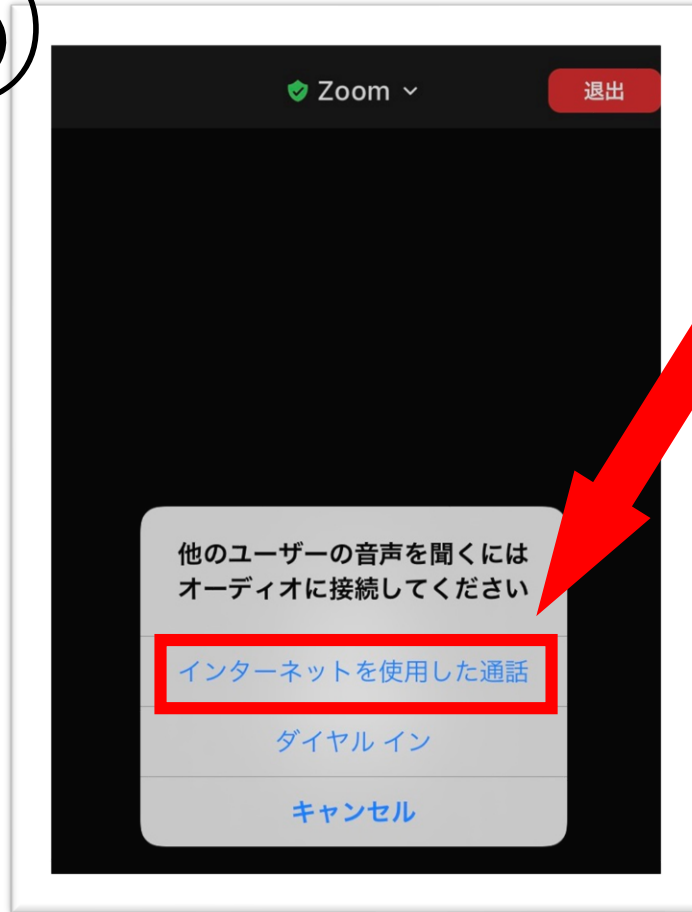 Zoom
退出
他のユーザーの音声を聞くには
オーディオに接続してください
インターネットを使用した通話
ダイヤル イン
キャンセル